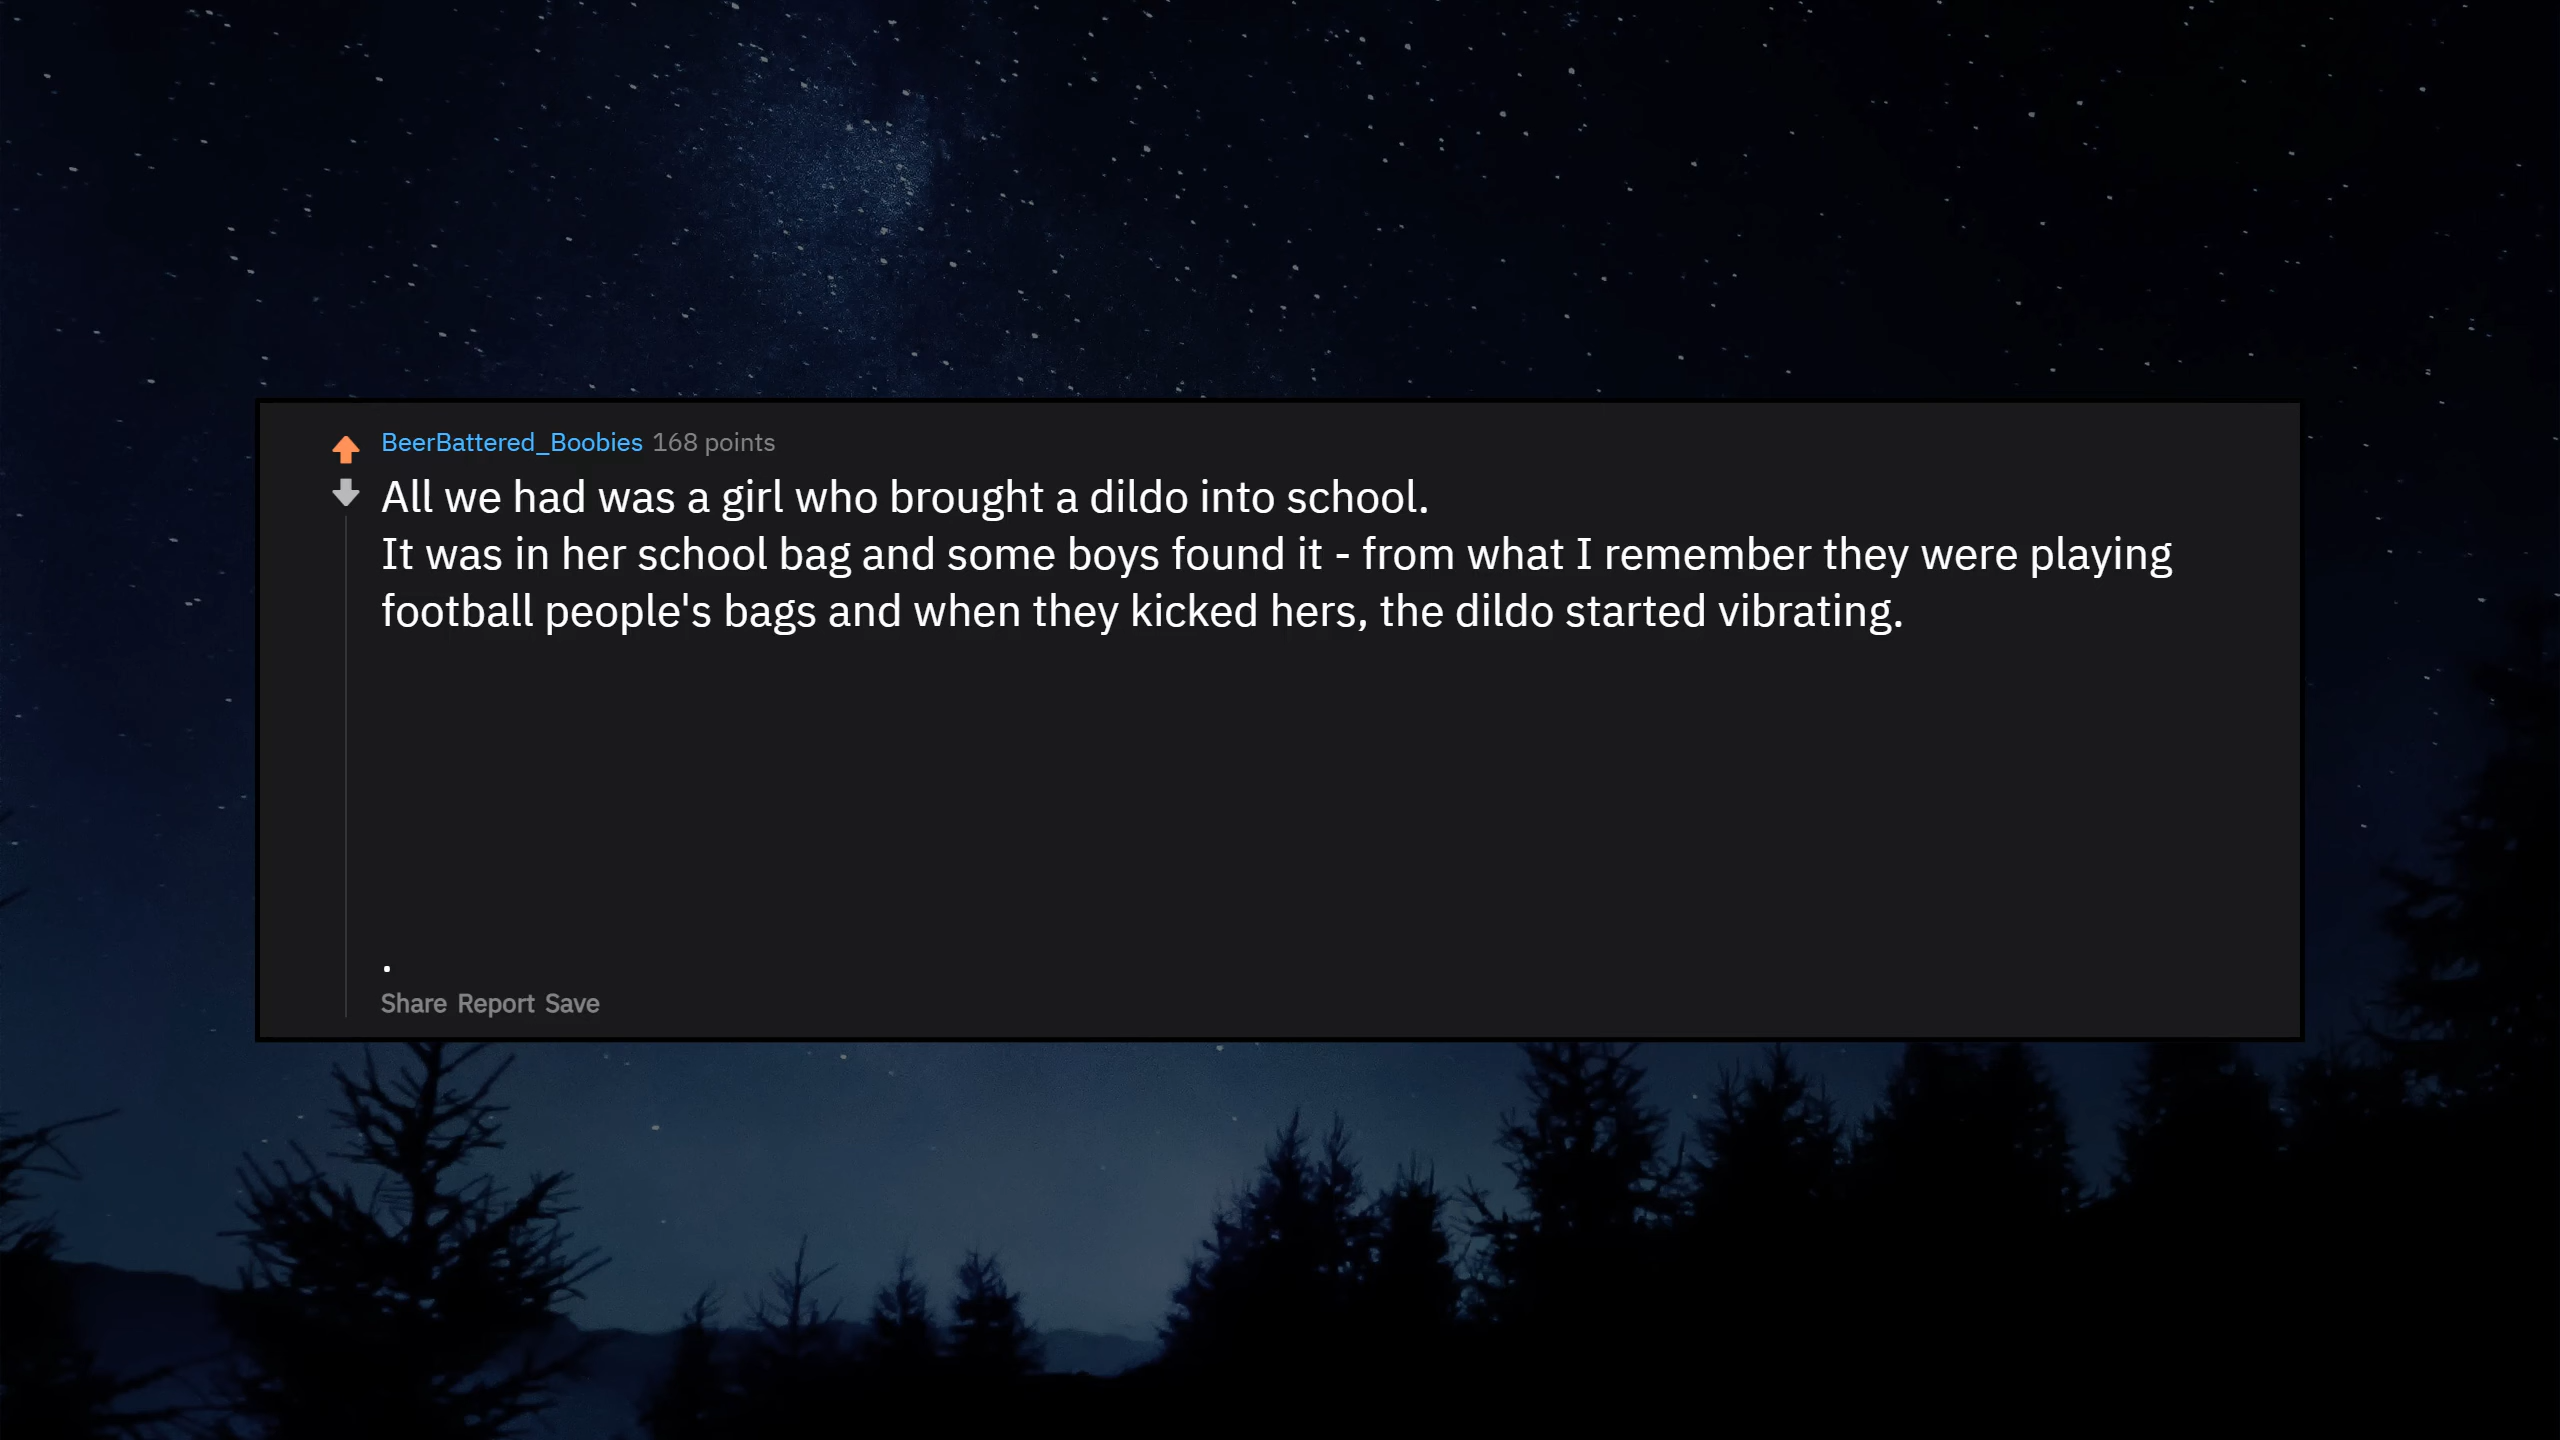 BeerBattered_Boobies 168 points
All we had was a girl who brought a dildo into school.
It was in her school bag and some boys found it - from what I remember they were playing
football people's bags and when they kicked hers, the dildo started vibrating.
.
Share Report Save